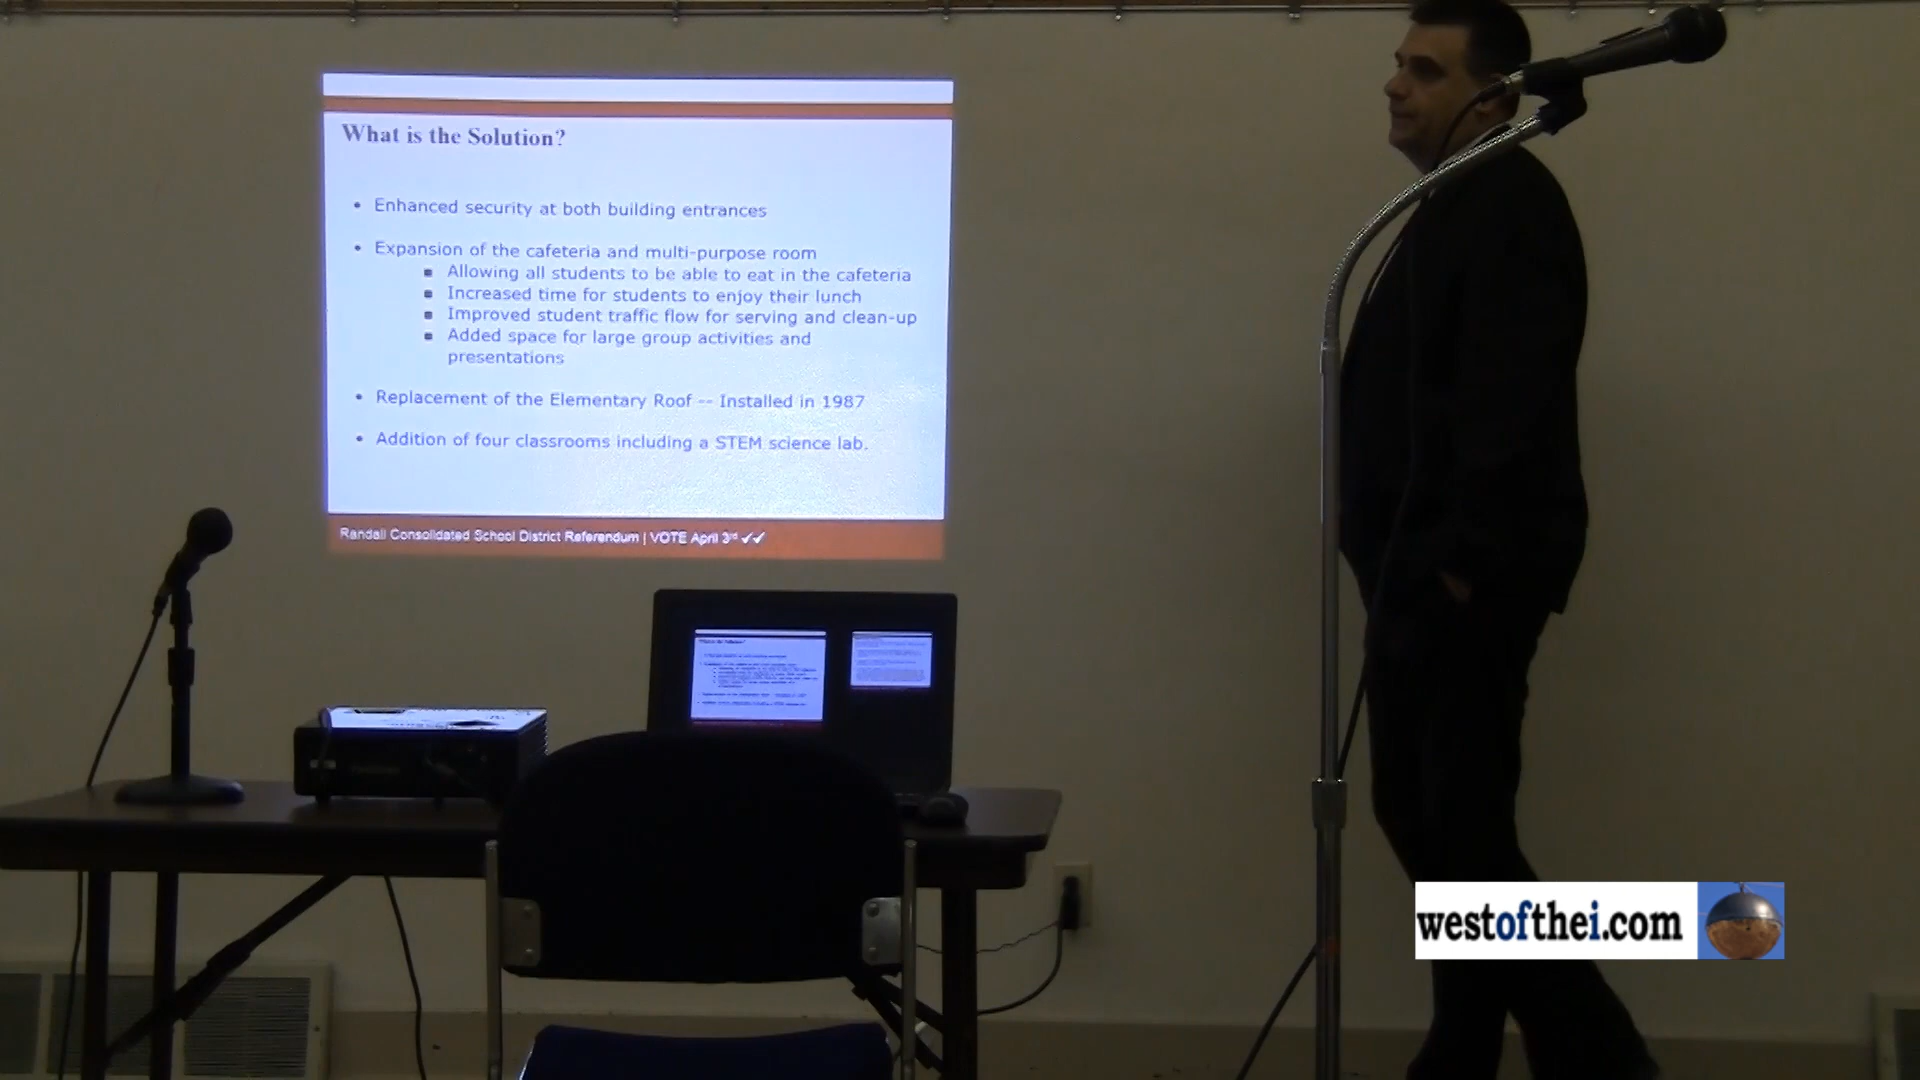 What is the Solution?
• Enhanced security at both building entrances
• Expansion of the cafeteria and multi-purpose room
▪ Allowing all students to be able to eat in the cafeteria
▪ Increased time for students to enjoy their lunch
▪ Improved student traffic flow for serving and clean-up
▪ Added space for large group activities and
presentations
• Replacement of the Elementary Roof -- Installed in 1987
• Addition of four classrooms including a STEM science lab.
Randall Consolidated School District Referendum | VOTE April 3rd ✓✓
westofthei.com